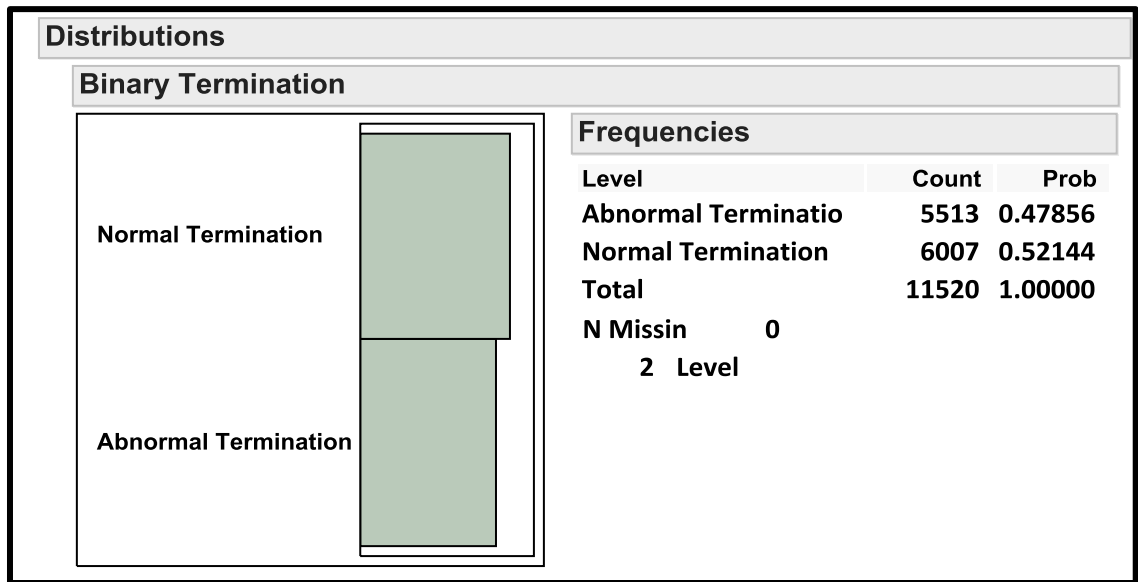 Distributions
Binary Termination
Normal Termination
Abnormal Termination
Frequencies
Level Count Prob
Abnormal Terminatio 5513 0.47856
Normal Termination 6007 0.52144
Total 11520 1.00000
N Missin 0
2 Level